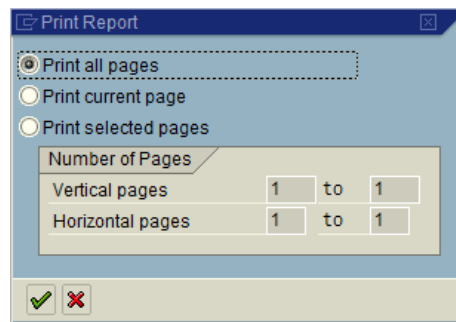 Print Report
Print all pages
Print current page
Print selected pages
Number of Pages
Vertical pages 1 to 1
Horizontal pages 1 to 1